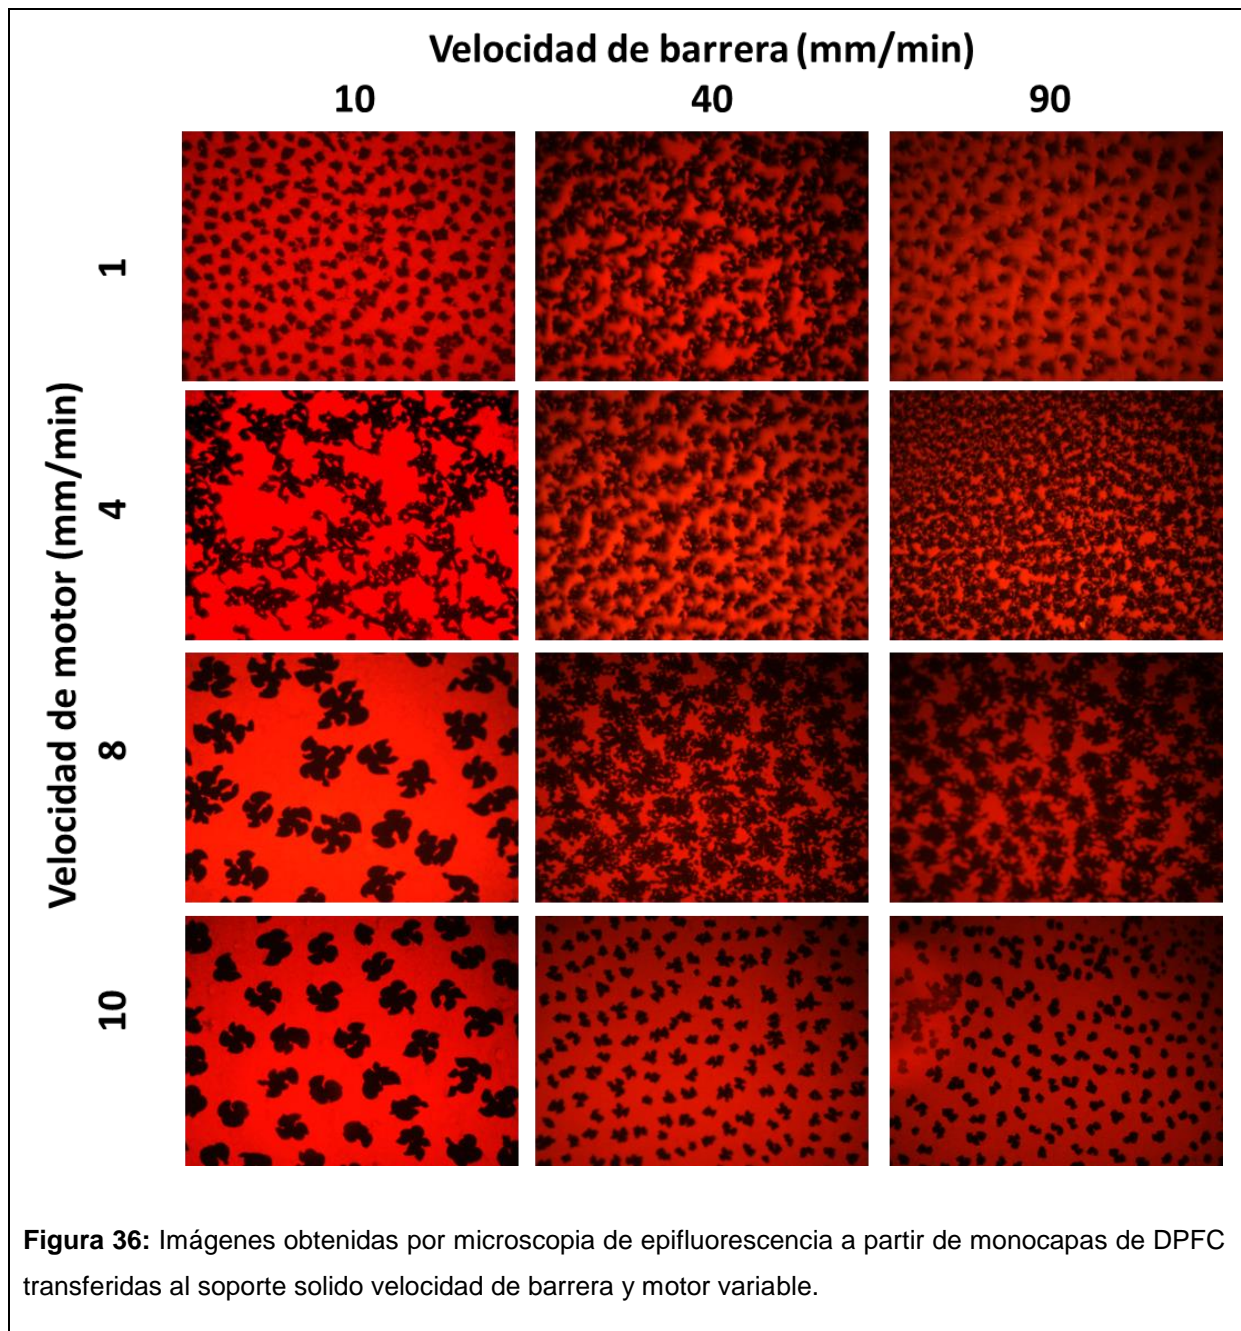 Velocidad de barrera (mm/min)
10 40 90
Velocidad de motor (mm/min)
1
4
8
10
Figura 36: Imágenes obtenidas por microscopia de epifluorescencia a partir de monocapas de DPFC
transferidas al soporte solido velocidad de barrera y motor variable.